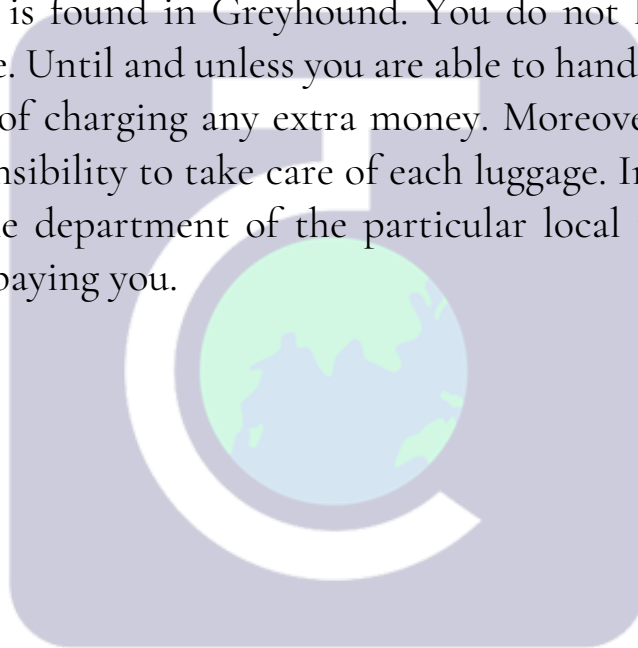 is found in Greyhound. You do not
. Until and unless you are able to hand
of charging any extra money. Moreove
nsibility to take care of each luggage. I
e department of the particular local
paying you.